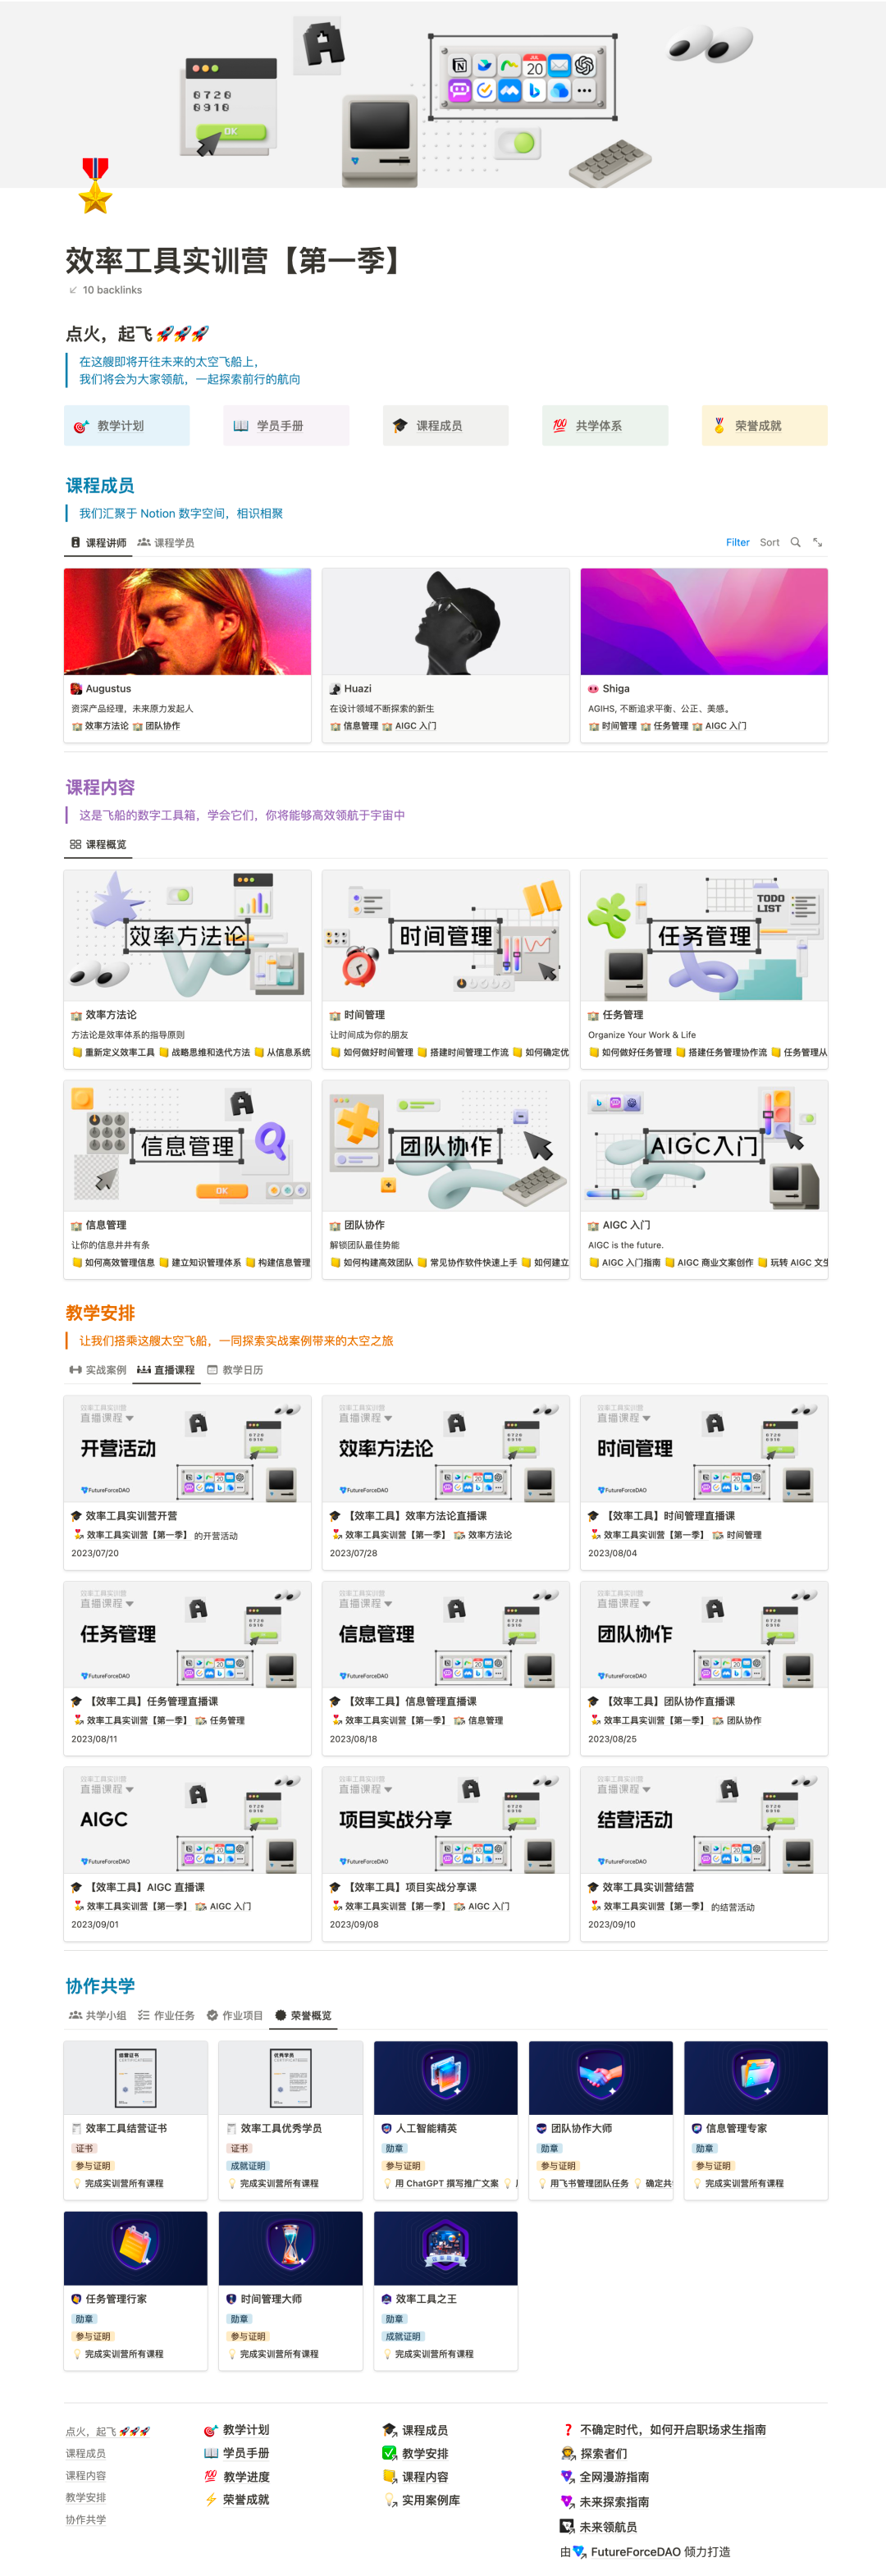 0720
0910
OK
JUL
20
效率工具实训营【第一季】
10 backlinks
点火，起飞 🚀🚀🚀
在这艘即将开往未来的太空飞船上，
我们将会为大家领航，一起探索前行的航向
教学计划
学员手册
课程成员
共学体系
荣誉成就
课程成员
我们汇聚于 Notion 数字空间，相识相聚
课程讲师 课程学员 Filter Sort
Augustus
资深产品经理，未来原力发起人
效率方法论 团队协作
Huazi
在设计领域不断探索的新生
信息管理 AIGC 入门
Shiga
AGIHS, 不断追求平衡、公正、美感。
时间管理 任务管理 AIGC 入门
课程内容
这是飞船的数字工具箱，学会它们，你将能够高效领航于宇宙中
课程概览
效率方法论
效率方法论
方法论是效率体系的指导原则
重新定义效率工具 战略思维和迭代方法 从信息系统
时间管理
时间管理
让时间成为你的朋友
如何做好时间管理 搭建时间管理工作流 如何确定优
TODO
LIST
任务管理
任务管理
Organize Your Work & Life
如何做好任务管理 搭建任务管理协作流 任务管理从
信息管理
OK
信息管理
让你的信息井井有条
如何高效管理信息 建立知识管理体系 构建信息管理
团队协作
团队协作
解锁团队最佳势能
如何构建高效团队 常见协作软件快速上手 如何建立
AIGC入门
AIGC 入门
AIGC is the future.
AIGC 入门指南 AIGC 商业文案创作 玩转 AIGC 文生
教学安排
让我们搭乘这艘太空飞船，一同探索实战案例带来的太空之旅
实战案例 直播课程 教学日历
效率工具实训营
直播课程
开营活动
FutureForceDAO
效率工具实训营开营
效率工具实训营【第一季】 的开营活动
2023/07/20
效率工具实训营
直播课程
效率方法论
FutureForceDAO
【效率工具】效率方法论直播课
效率工具实训营【第一季】 效率方法论
2023/07/28
效率工具实训营
直播课程
时间管理
FutureForceDAO
【效率工具】时间管理直播课
效率工具实训营【第一季】 时间管理
2023/08/04
效率工具实训营
直播课程
任务管理
FutureForceDAO
【效率工具】任务管理直播课
效率工具实训营【第一季】 任务管理
2023/08/11
效率工具实训营
直播课程
信息管理
FutureForceDAO
【效率工具】信息管理直播课
效率工具实训营【第一季】 信息管理
2023/08/18
效率工具实训营
直播课程
团队协作
FutureForceDAO
【效率工具】团队协作直播课
效率工具实训营【第一季】 团队协作
2023/08/25
效率工具实训营
直播课程
AIGC
FutureForceDAO
【效率工具】AIGC 直播课
效率工具实训营【第一季】 AIGC 入门
2023/09/01
效率工具实训营
直播课程
项目实战分享
FutureForceDAO
【效率工具】项目实战分享课
效率工具实训营【第一季】 AIGC 入门
2023/09/08
效率工具实训营
直播课程
结营活动
FutureForceDAO
效率工具实训营结营
效率工具实训营【第一季】 的结营活动
2023/09/10
协作共学
共学小组 作业任务 作业项目 荣誉概览
结营证书
效率工具结营证书
证书
参与证明
完成实训营所有课程
优秀学员
效率工具优秀学员
证书
成就证明
完成实训营所有课程
人工智能精英
勋章
参与证明
用 ChatGPT 撰写推广文案
团队协作大师
勋章
参与证明
用飞书管理团队任务 确定共
信息管理专家
勋章
参与证明
完成实训营所有课程
任务管理行家
勋章
参与证明
完成实训营所有课程
时间管理大师
勋章
参与证明
完成实训营所有课程
效率工具之王
勋章
成就证明
完成实训营所有课程
点火，起飞 🚀🚀🚀
课程成员
课程内容
教学安排
协作共学
教学计划
学员手册
教学进度
荣誉成就
课程成员
教学安排
课程内容
实用案例库
不确定时代，如何开启职场求生指南
探索者们
全网漫游指南
未来探索指南
未来领航员
由 FutureForceDAO 倾力打造